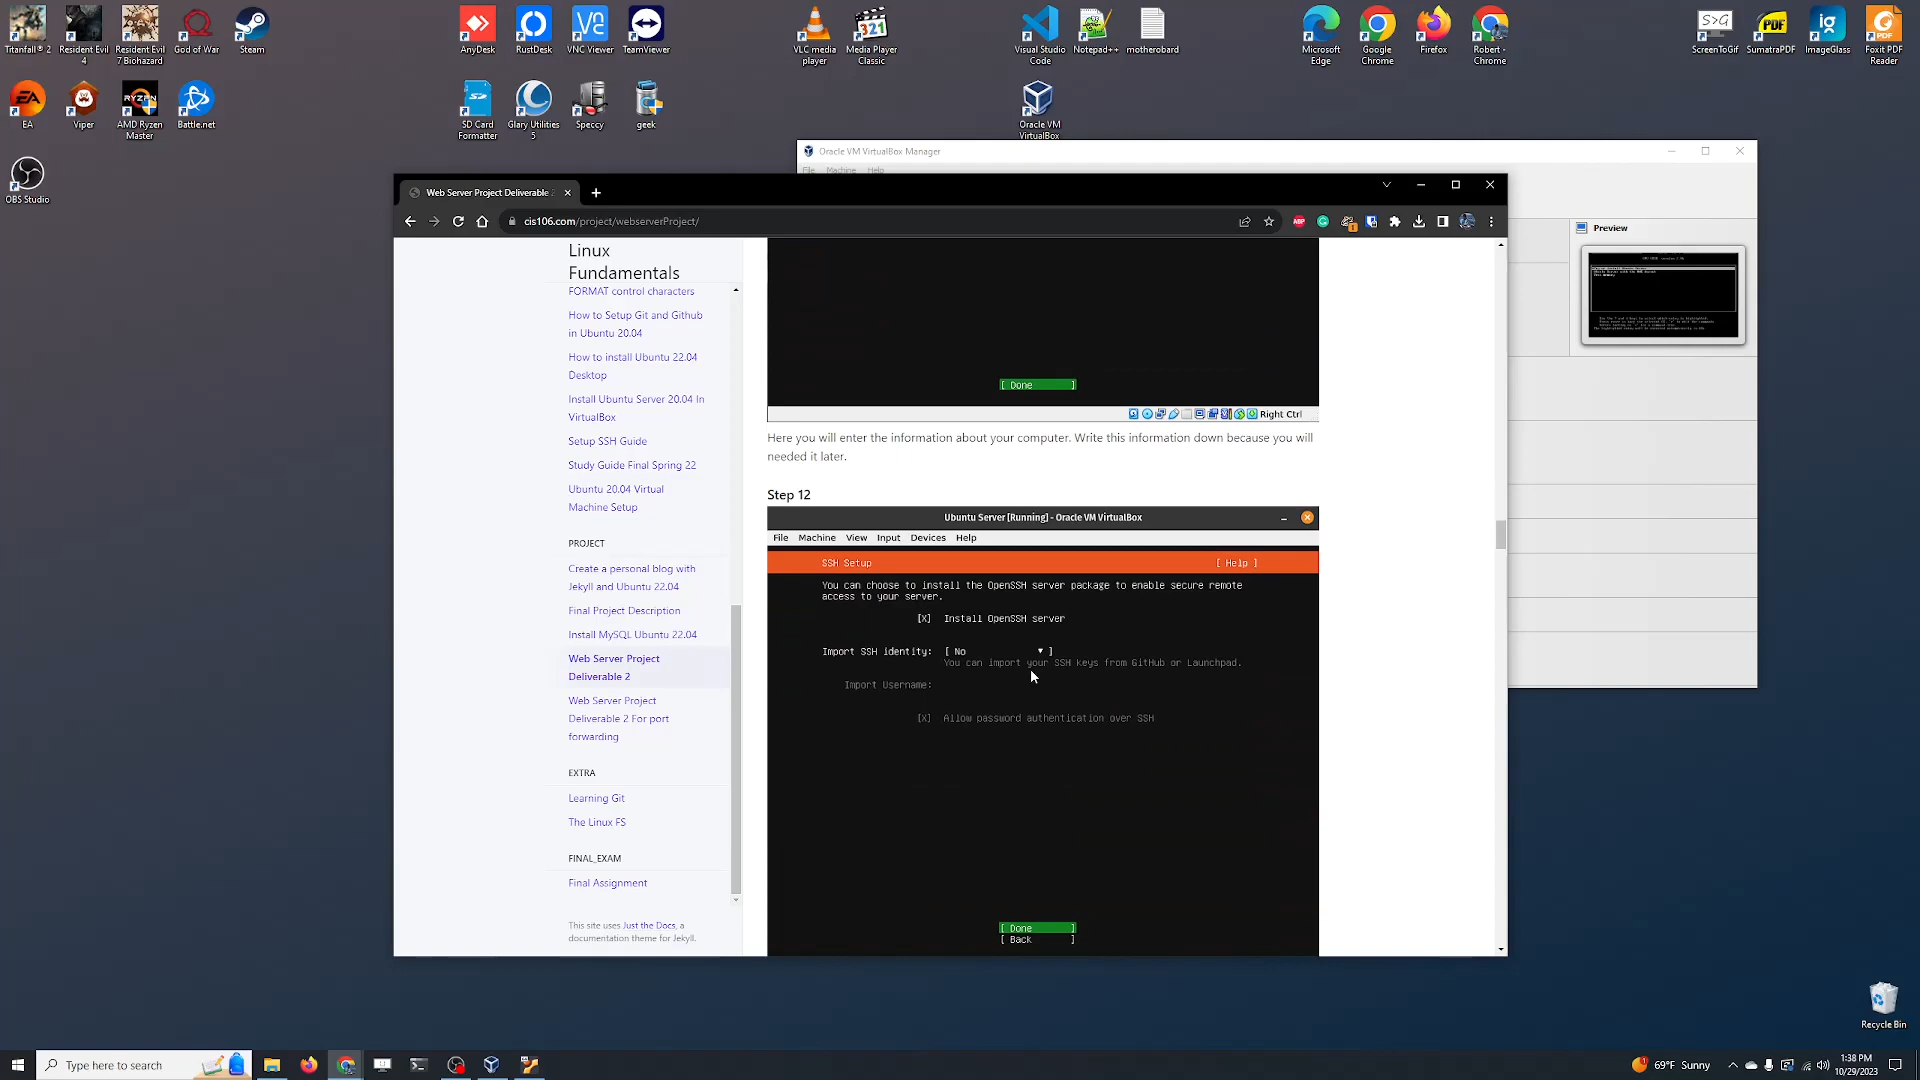 Titanfall® 2
Resident Evil 4
Resident Evil 7 Biohazard
God of War
Steam
AnyDesk
RustDesk
VNC Viewer
TeamViewer
VLC media player
Media Player Classic
Visual Studio Code
Notepad++
motherobard
Microsoft Edge
Google Chrome
Firefox
Robert - Chrome
ScreenToGif
SumatraPDF
ImageGlass
Foxit PDF Reader
EA
Viper
AMD Ryzen Master
Battle.net
SD Card Formatter
Glary Utilities 5
Speccy
geek
Oracle VM VirtualBox
OBS Studio
Oracle VM VirtualBox Manager
File Machine Help
Preview
Web Server Project Deliverable 2
cis106.com/project/webserverProject/
Linux
Fundamentals
FORMAT control characters
How to Setup Git and Github
in Ubuntu 20.04
How to install Ubuntu 22.04
Desktop
Install Ubuntu Server 20.04 In
VirtualBox
Setup SSH Guide
Study Guide Final Spring 22
Ubuntu 20.04 Virtual
Machine Setup
PROJECT
Create a personal blog with
Jekyll and Ubuntu 22.04
Final Project Description
Install MySQL Ubuntu 22.04
Web Server Project
Deliverable 2
Web Server Project
Deliverable 2 For port
forwarding
EXTRA
Learning Git
The Linux FS
FINAL_EXAM
Final Assignment
This site uses Just the Docs, a
documentation theme for Jekyll.
[ Done ]
Right Ctrl
Here you will enter the information about your computer. Write this information down because you will
needed it later.
Step 12
Ubuntu Server [Running] - Oracle VM VirtualBox
File Machine View Input Devices Help
SSH Setup [ Help ]
You can choose to install the OpenSSH server package to enable secure remote
access to your server.
[X] Install OpenSSH server
Import SSH identity: [ No ▾ ]
You can import your SSH keys from GitHub or Launchpad.
Import Username:
[X] Allow password authentication over SSH
[ Done ]
[ Back ]
Recycle Bin
Type here to search
69°F Sunny
1:38 PM
10/29/2023